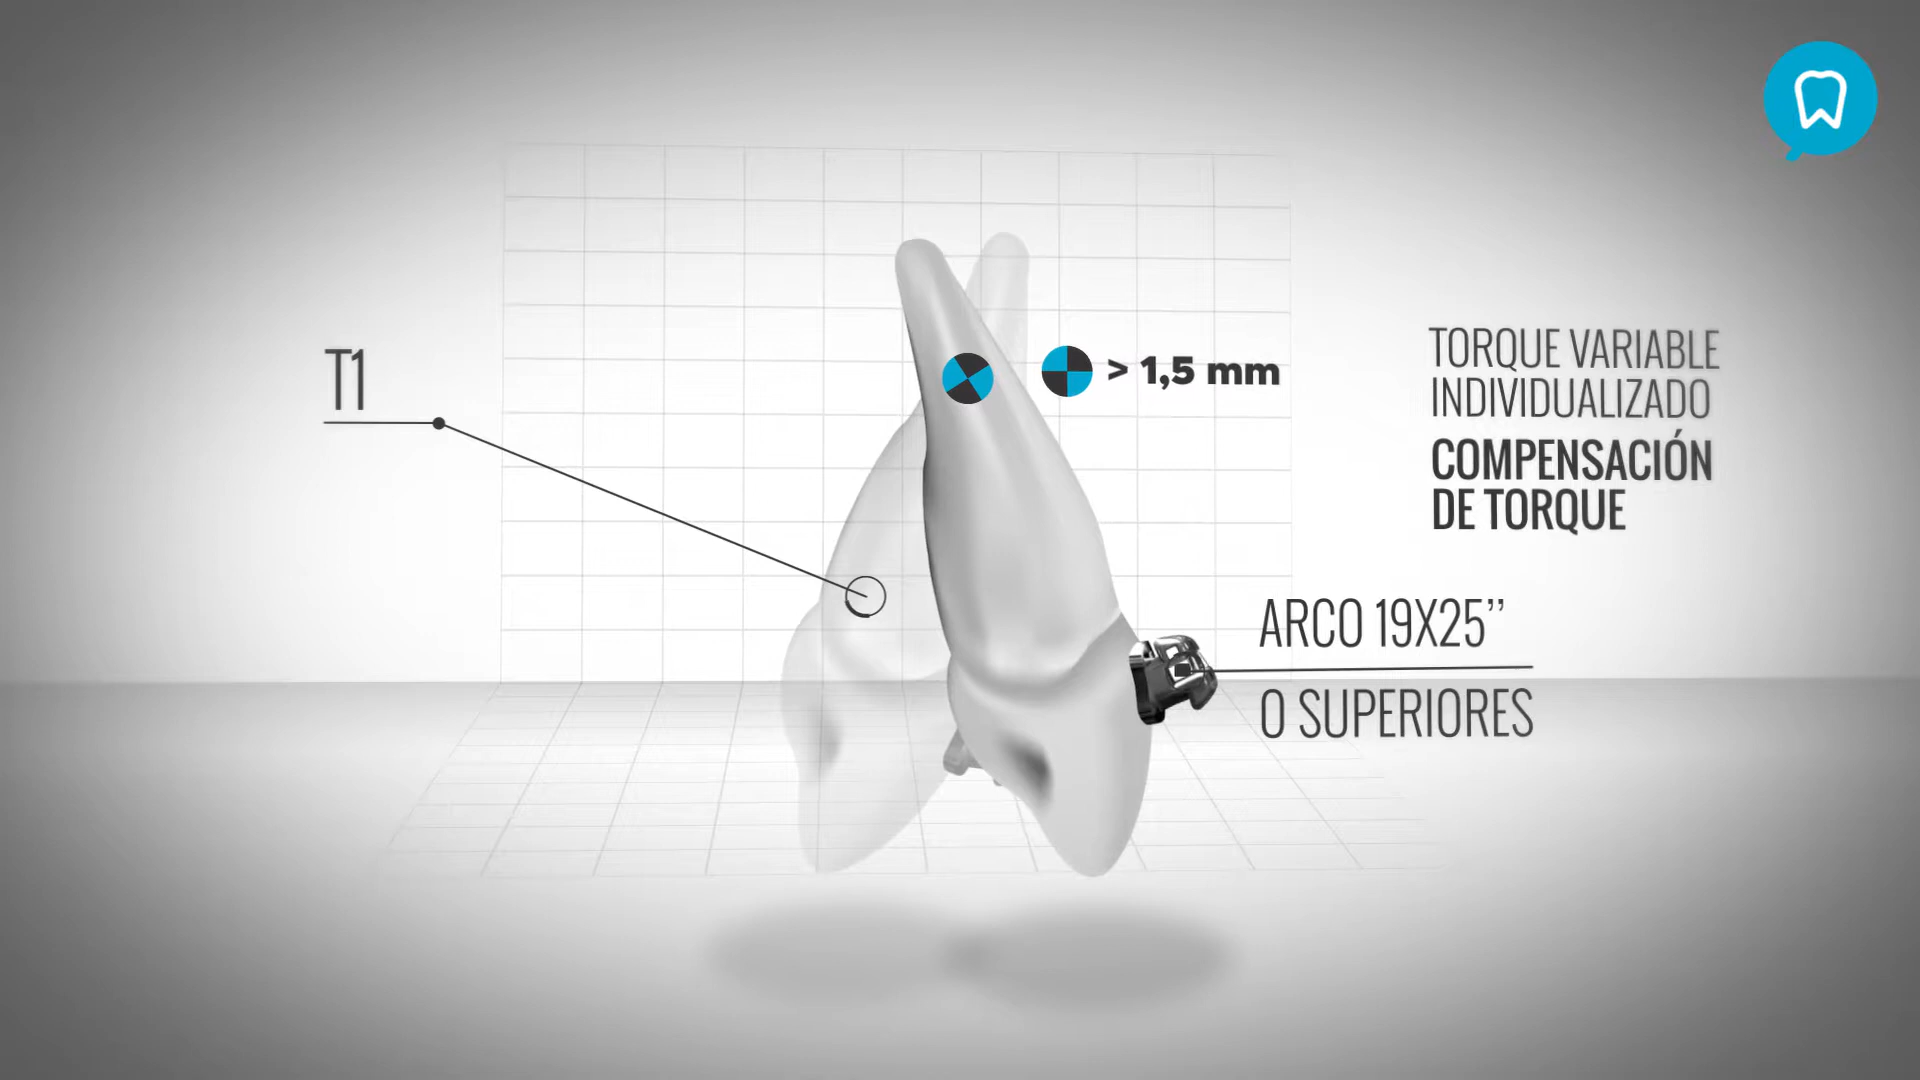 T1
> 1,5 mm
TORQUE VARIABLE
INDIVIDUALIZADO
COMPENSACIÓN
DE TORQUE
ARCO 19X25’’
O SUPERIORES